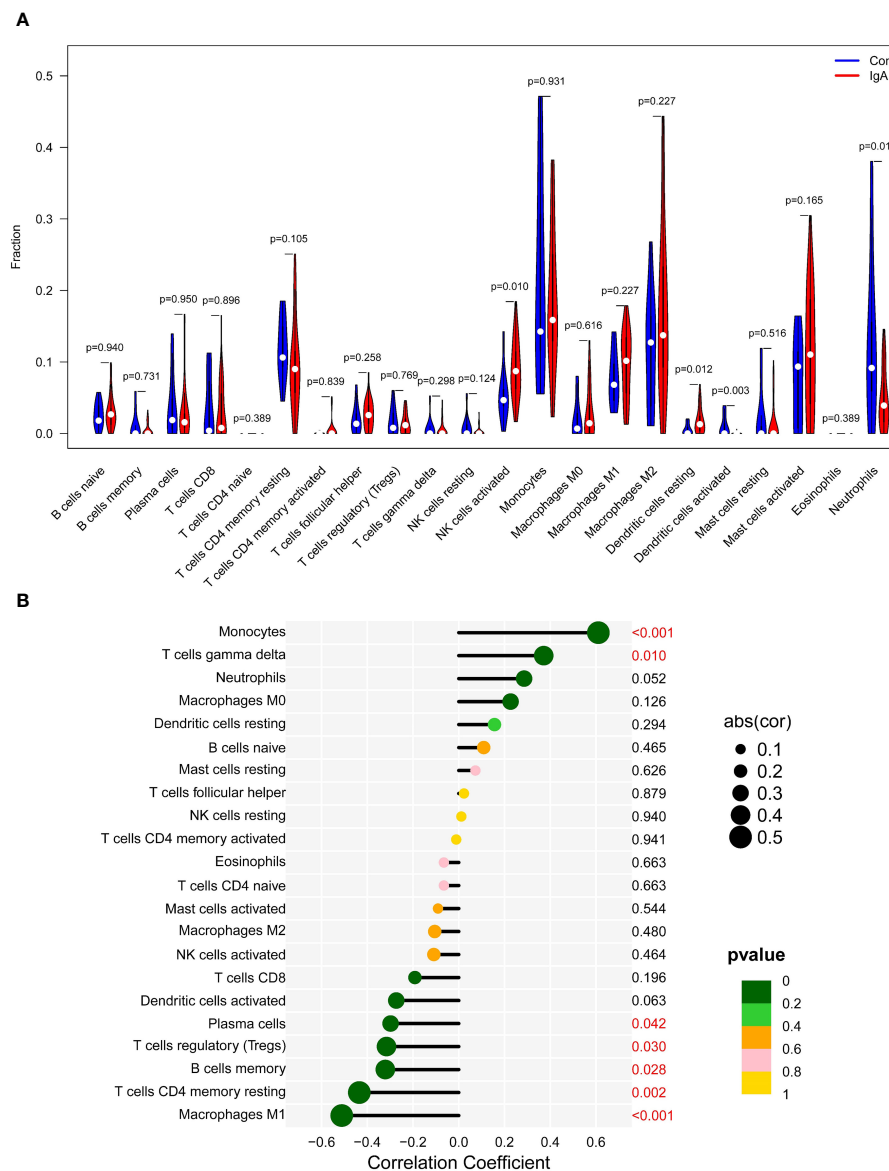 A
Fraction
0.5
0.4
0.3
0.2
0.1
0.0
Con
IgA
p=0.940
p=0.731
p=0.950
p=0.896
p=0.389
p=0.105
p=0.839
p=0.258
p=0.769
p=0.298
p=0.124
p=0.010
p=0.931
p=0.616
p=0.227
p=0.227
p=0.012
p=0.003
p=0.516
p=0.165
p=0.389
p=0.01
B cells naive
B cells memory
Plasma cells
T cells CD8
T cells CD4 naive
T cells CD4 memory resting
T cells CD4 memory activated
T cells follicular helper
T cells regulatory (Tregs)
T cells gamma delta
NK cells resting
NK cells activated
Monocytes
Macrophages M0
Macrophages M1
Macrophages M2
Dendritic cells resting
Dendritic cells activated
Mast cells resting
Mast cells activated
Eosinophils
Neutrophils
B
Monocytes <0.001
T cells gamma delta 0.010
Neutrophils 0.052
Macrophages M0 0.126
Dendritic cells resting 0.294
B cells naive 0.465
Mast cells resting 0.626
T cells follicular helper 0.879
NK cells resting 0.940
T cells CD4 memory activated 0.941
Eosinophils 0.663
T cells CD4 naive 0.663
Mast cells activated 0.544
Macrophages M2 0.480
NK cells activated 0.464
T cells CD8 0.196
Dendritic cells activated 0.063
Plasma cells 0.042
T cells regulatory (Tregs) 0.030
B cells memory 0.028
T cells CD4 memory resting 0.002
Macrophages M1 <0.001
−0.6 −0.4 −0.2 0.0 0.2 0.4 0.6
Correlation Coefficient
abs(cor)
0.1
0.2
0.3
0.4
0.5
pvalue
0
0.2
0.4
0.6
0.8
1